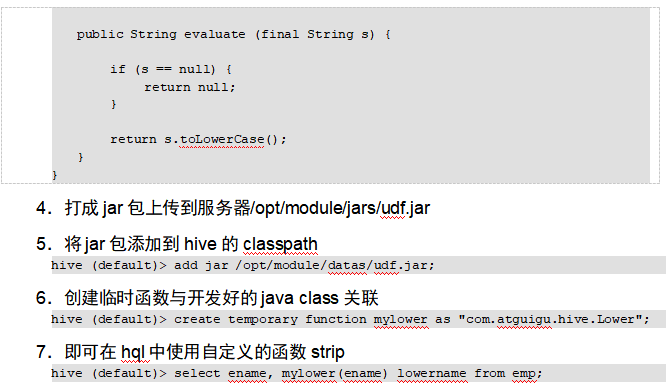 public String evaluate (final String s) {
if (s == null) {
return null;
}
return s.toLowerCase();
}
}
4．打成 jar 包上传到服务器/opt/module/jars/udf.jar
5．将 jar 包添加到 hive 的 classpath
hive (default)> add jar /opt/module/datas/udf.jar;
6．创建临时函数与开发好的 java class 关联
hive (default)> create temporary function mylower as "com.atguigu.hive.Lower";
7．即可在 hql 中使用自定义的函数 strip
hive (default)> select ename, mylower(ename) lowername from emp;